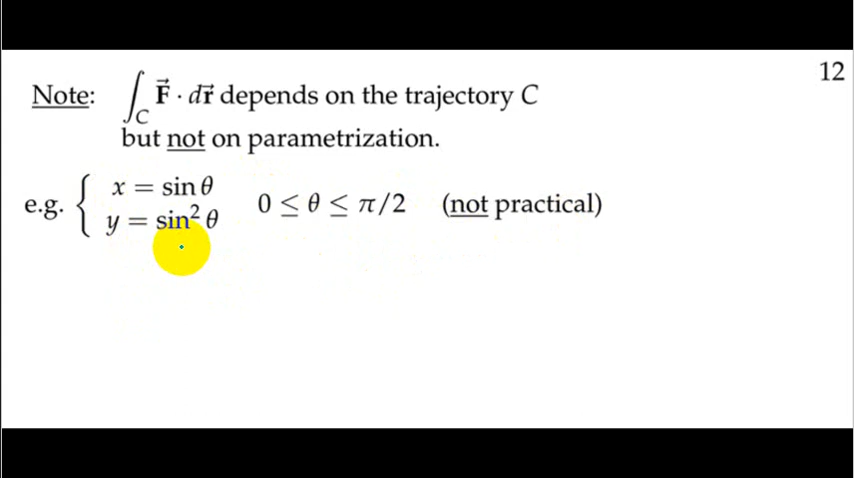 12
Note: ∫_C F⃗ · dr⃗ depends on the trajectory C
but not on parametrization.
e.g. { x = sin θ
y = sin² θ 0 ≤ θ ≤ π/2 (not practical)